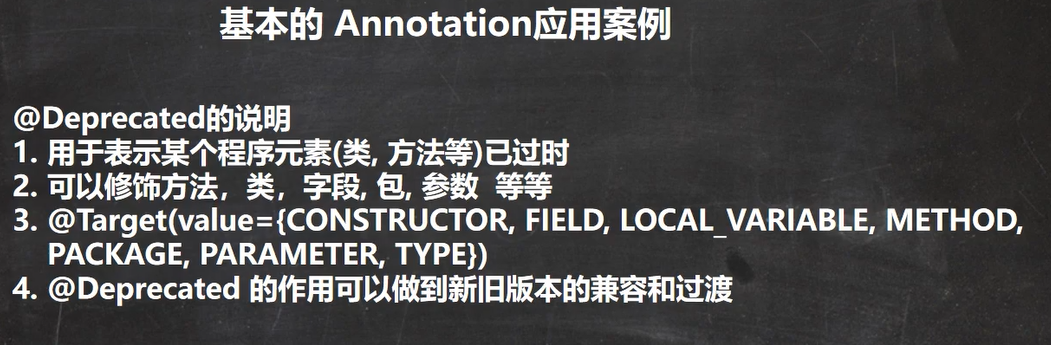 基本的 Annotation应用案例
@Deprecated的说明
1. 用于表示某个程序元素(类, 方法等)已过时
2. 可以修饰方法，类，字段, 包, 参数 等等
3. @Target(value={CONSTRUCTOR, FIELD, LOCAL_VARIABLE, METHOD,
PACKAGE, PARAMETER, TYPE})
4. @Deprecated 的作用可以做到新旧版本的兼容和过渡